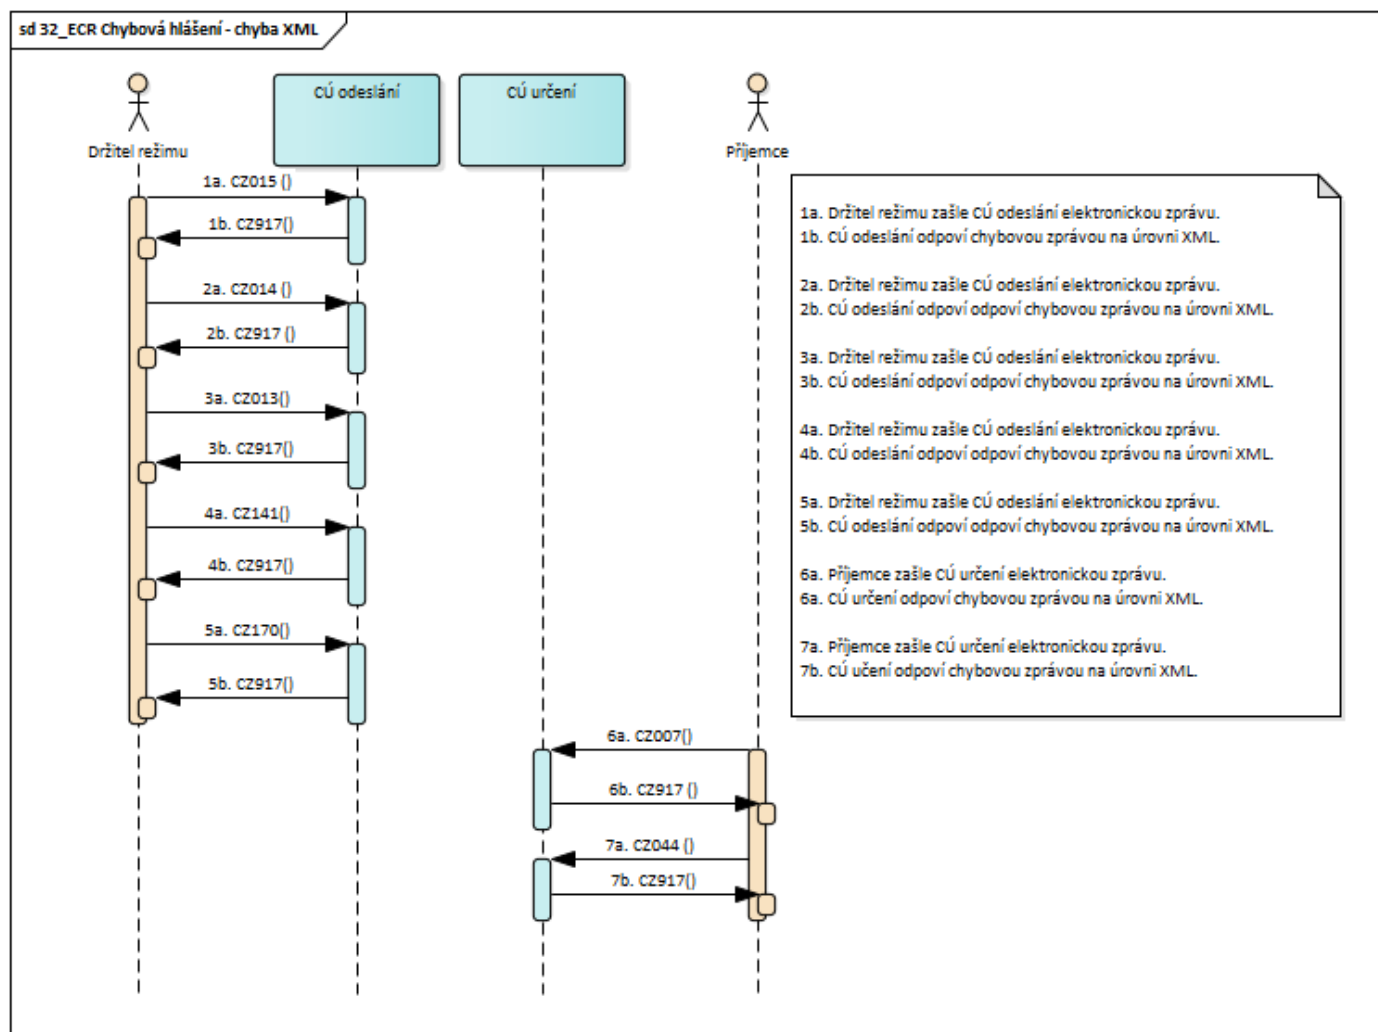 sd 32_ECR Chybová hlášení - chyba XML
CÚ odeslání
CÚ určení
Držitel režimu
Příjemce
1a. CZ015 ()
1b. CZ917()
2a. CZ014 ()
2b. CZ917 ()
3a. CZ013()
3b. CZ917()
4a. CZ141()
4b. CZ917()
5a. CZ170()
5b. CZ917()
6a. CZ007()
6b. CZ917 ()
7a. CZ044 ()
7b. CZ917()
1a. Držitel režimu zašle CÚ odeslání elektronickou zprávu.
1b. CÚ odeslání odpoví chybovou zprávou na úrovni XML.
2a. Držitel režimu zašle CÚ odeslání elektronickou zprávu.
2b. CÚ odeslání odpoví odpoví chybovou zprávou na úrovni XML.
3a. Držitel režimu zašle CÚ odeslání elektronickou zprávu.
3b. CÚ odeslání odpoví odpoví chybovou zprávou na úrovni XML.
4a. Držitel režimu zašle CÚ odeslání elektronickou zprávu.
4b. CÚ odeslání odpoví odpoví chybovou zprávou na úrovni XML.
5a. Držitel režimu zašle CÚ odeslání elektronickou zprávu.
5b. CÚ odeslání odpoví odpoví chybovou zprávou na úrovni XML.
6a. Příjemce zašle CÚ určení elektronickou zprávu.
6a. CÚ určení odpoví chybovou zprávou na úrovni XML.
7a. Příjemce zašle CÚ určení elektronickou zprávu.
7b. CÚ učení odpoví chybovou zprávou na úrovni XML.